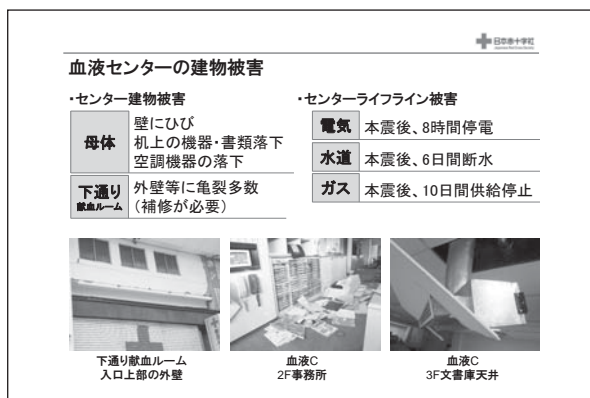 日本赤十字社
血液センターの建物被害
・センター建物被害
母体
壁にひび
机上の機器・書類落下
空調機器の落下
下通り
献血ルーム
外壁等に亀裂多数
(補修が必要)
・センターライフライン被害
電気 本震後、8時間停電
水道 本震後、6日間断水
ガス 本震後、10日間供給停止
下通り献血ルーム
入口上部の外壁
血液C
2F事務所
血液C
3F文書庫天井